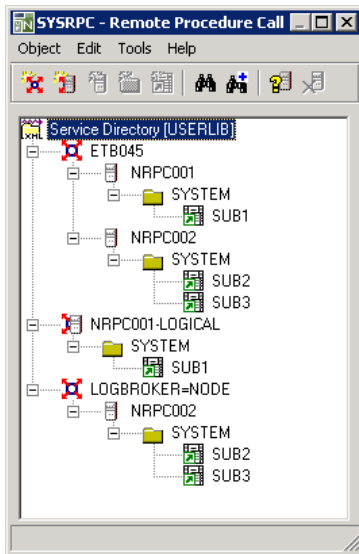 SYSRPC - Remote Procedure Call
Object Edit Tools Help
Service Directory [USERLIB]
ETB045
NRPC001
SYSTEM
SUB1
NRPC002
SYSTEM
SUB2
SUB3
NRPC001-LOGICAL
SYSTEM
SUB1
LOGBROKER=NODE
NRPC002
SYSTEM
SUB2
SUB3